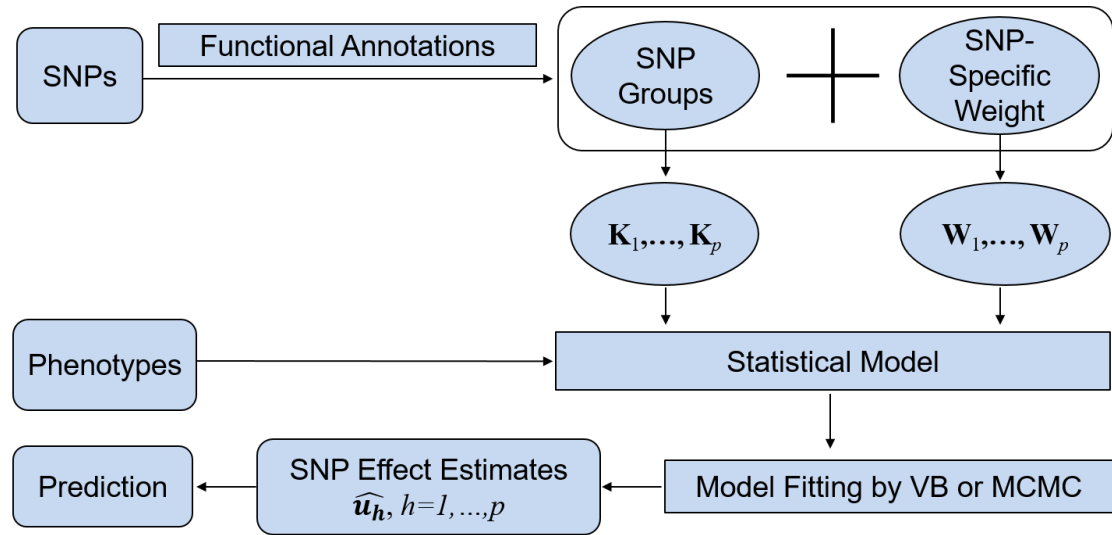 SNPs
Functional Annotations
SNP
Groups
SNP-
Specific
Weight
K₁,…, Kₚ
W₁,…, Wₚ
Phenotypes
Statistical Model
Prediction
SNP Effect Estimates
û_h, h=1, …,p
Model Fitting by VB or MCMC